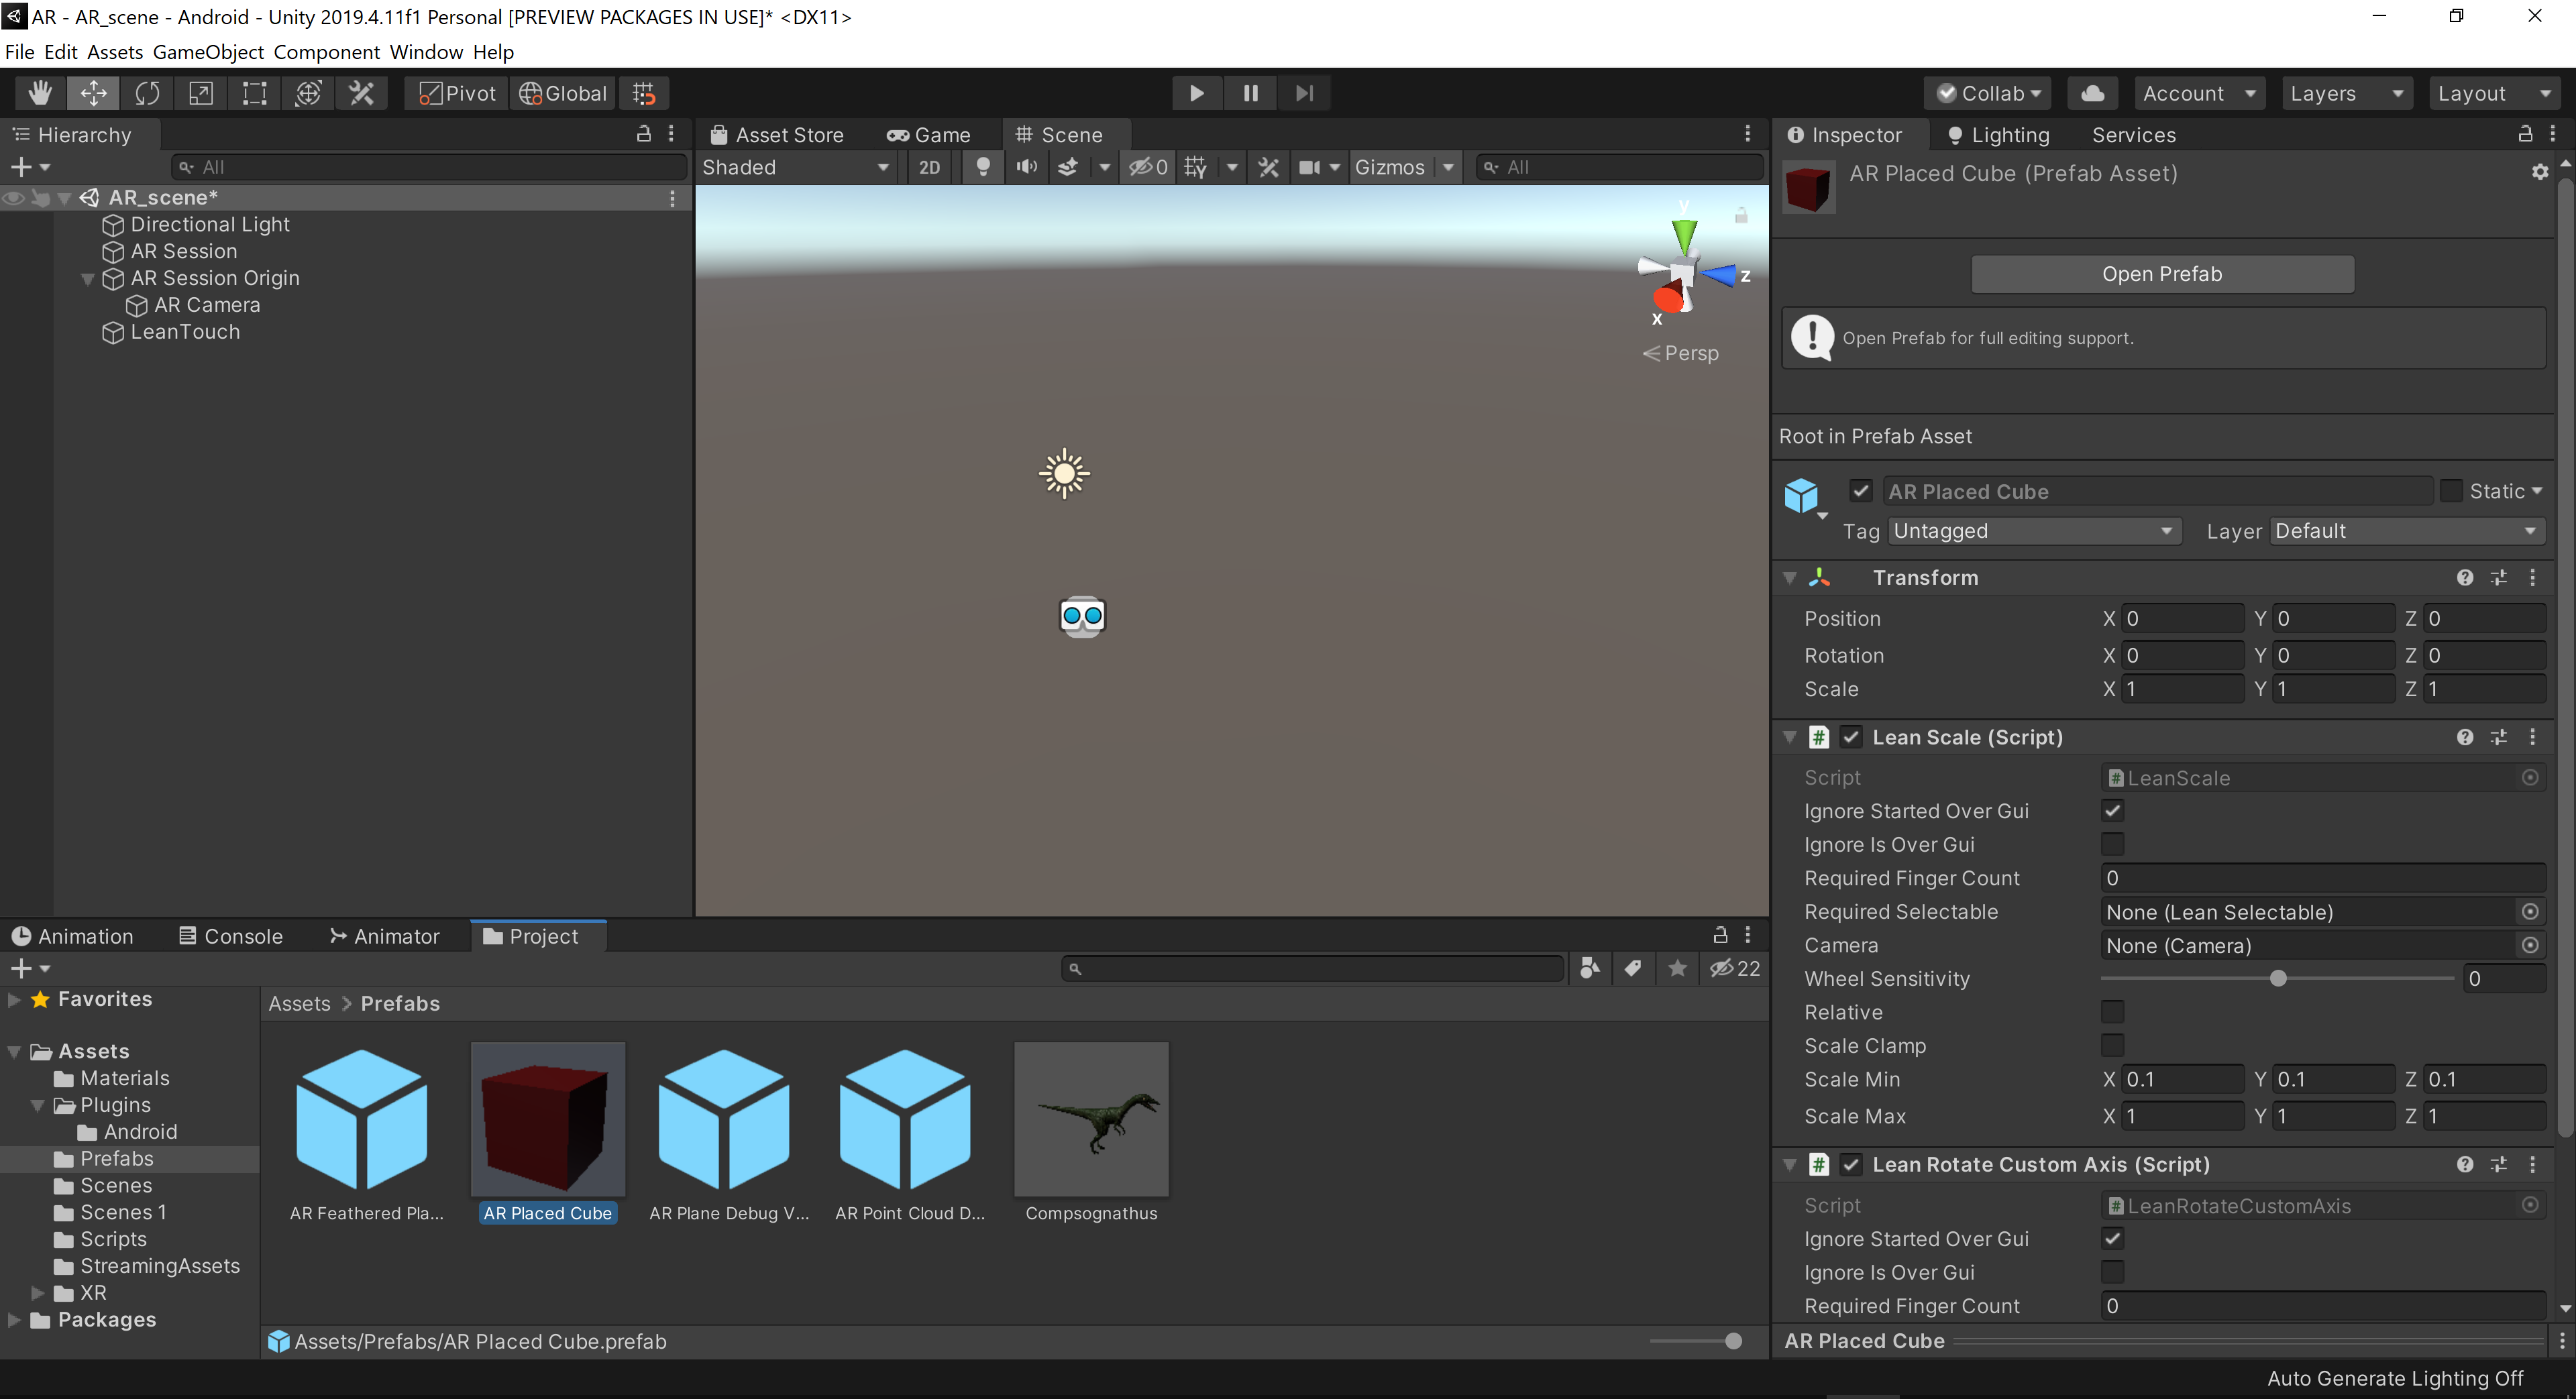 AR - AR_scene - Android - Unity 2019.4.11f1 Personal [PREVIEW PACKAGES IN USE]* <DX11>
File Edit Assets GameObject Component Window Help
Pivot Global Collab Account Layers Layout
Hierarchy
All
AR_scene*
Directional Light
AR Session
AR Session Origin
AR Camera
LeanTouch
Asset Store Game Scene
Shaded 2D 0 Gizmos All
y
z
x
Persp
Inspector Lighting Services
AR Placed Cube (Prefab Asset)
Open Prefab
Open Prefab for full editing support.
Root in Prefab Asset
AR Placed Cube Static
Tag Untagged Layer Default
Transform
Position X 0 Y 0 Z 0
Rotation X 0 Y 0 Z 0
Scale X 1 Y 1 Z 1
# Lean Scale (Script)
Script # LeanScale
Ignore Started Over Gui
Ignore Is Over Gui
Required Finger Count 0
Required Selectable None (Lean Selectable)
Camera None (Camera)
Wheel Sensitivity 0
Relative
Scale Clamp
Scale Min X 0.1 Y 0.1 Z 0.1
Scale Max X 1 Y 1 Z 1
# Lean Rotate Custom Axis (Script)
Script # LeanRotateCustomAxis
Ignore Started Over Gui
Ignore Is Over Gui
Required Finger Count 0
AR Placed Cube
Animation Console Animator Project
22
Favorites
Assets
Materials
Plugins
Android
Prefabs
Scenes
Scenes 1
Scripts
StreamingAssets
XR
Packages
Assets > Prefabs
AR Feathered Pla... AR Placed Cube AR Plane Debug V... AR Point Cloud D... Compsognathus
Assets/Prefabs/AR Placed Cube.prefab
Auto Generate Lighting Off